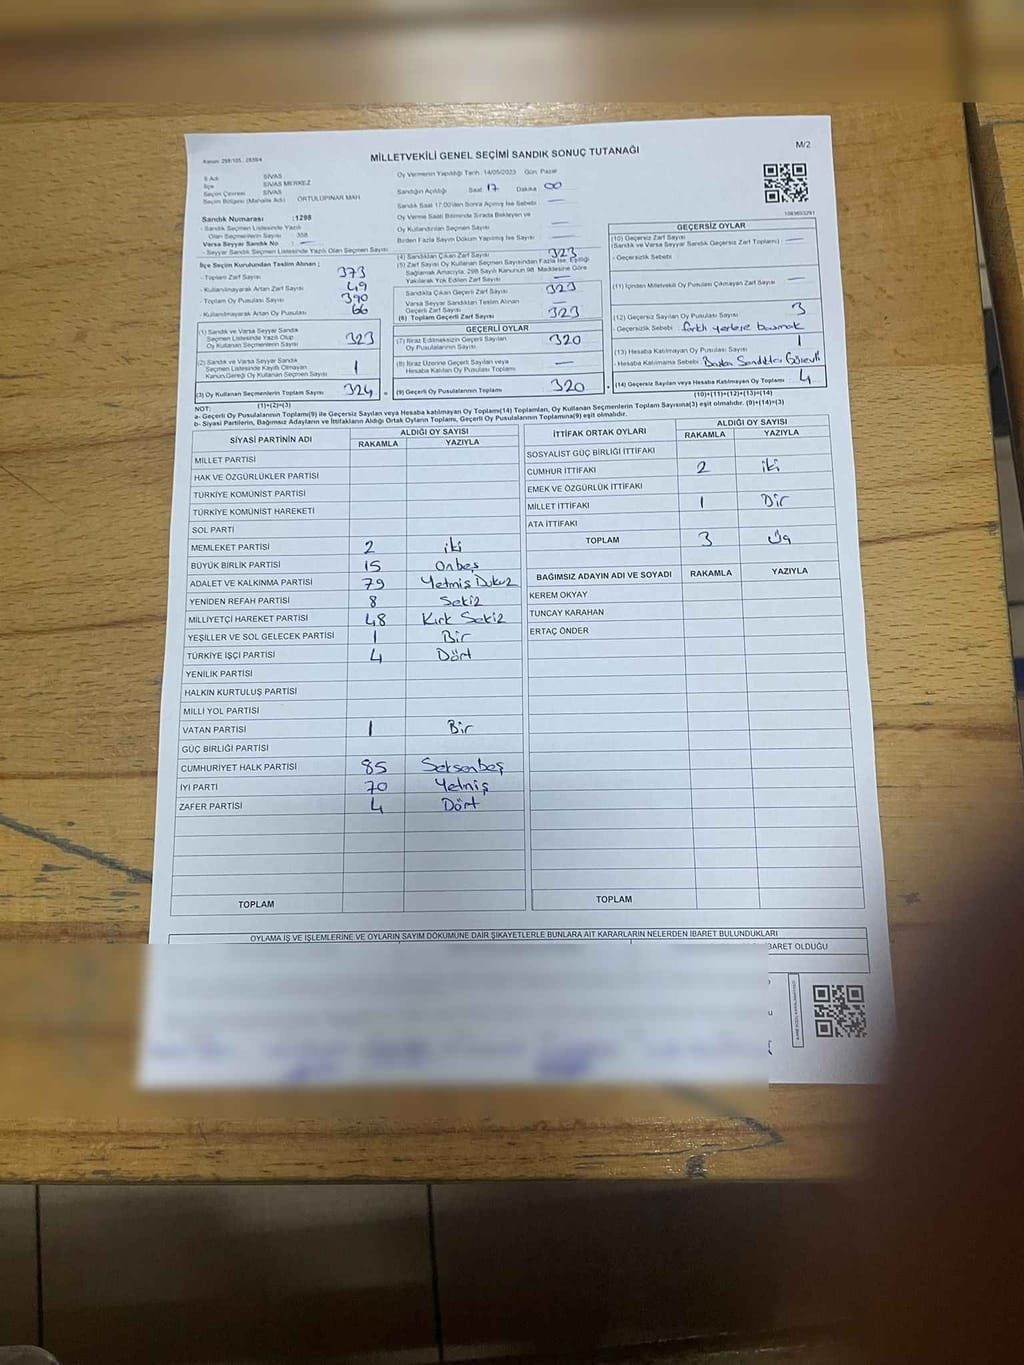 Kanun: 298/105, 2839/4
MİLLETVEKİLİ GENEL SEÇİMİ SANDIK SONUÇ TUTANAĞI
M/2
İl Adı SİVAS
İlçe SİVAS MERKEZ
Seçim Çevresi SİVAS
Seçim Bölgesi (Mahalle Adı) ORTULUPINAR MAH
Sandık Numarası :1298
- Sandık Seçmen Listesinde Yazılı
Olan Seçmenlerin Sayısı : 358
Varsa Seyyar Sandık No : —
- Seyyar Sandık Seçmen Listesinde Yazılı Olan Seçmen Sayısı
İlçe Seçim Kurulundan Teslim Alınan ;
- Toplam Zarf Sayısı 373
- Kullanılmayarak Artan Zarf Sayısı 49
- Toplam Oy Pusulası Sayısı 390
- Kullanılmayarak Artan Oy Pusulası 66
(1) Sandık ve Varsa Seyyar Sandık
Seçmen Listesinde Yazılı Olup
Oy Kullanan Seçmenlerin Sayısı 323
(2) Sandık ve Varsa Seyyar Sandık
Seçmen Listesinde Kayıtlı Olmayan
Kanun Gereği Oy Kullanan Seçmen Sayısı 1
(3) Oy Kullanan Seçmenlerin Toplam Sayısı 324 =
(1)+(2)=(3)
Oy Vermenin Yapıldığı Tarih: 14/05/2023 Gün: Pazar
Sandığın Açıldığı Saat 17 Dakika 00
Sandık Saat 17.00'den Sonra Açılmış İse Sebebi —
Oy Verme Saati Bitiminde Sırada Bekleyen ve
Oy Kullandırılan Seçmen Sayısı —
Birden Fazla Sayım Döküm Yapılmış İse Sayısı —
(4) Sandıktan Çıkan Zarf Sayısı 323
(5) Zarf Sayısı Oy Kullanan Seçmen Sayısından Fazla İse, Eşitliği
Sağlamak Amacıyla, 298 Sayılı Kanunun 98. Maddesine Göre
Yakılarak Yok Edilen Zarf Sayısı —
Sandıkta Çıkan Geçerli Zarf Sayısı 323
Varsa Seyyar Sandıktan Teslim Alınan
Geçerli Zarf Sayısı —
(6) Toplam Geçerli Zarf Sayısı 323
GEÇERLİ OYLAR
(7) İtiraz Edilmeksizin Geçerli Sayılan
Oy Pusulalarının Sayısı 320
(8) İtiraz Üzerine Geçerli Sayılan veya
Hesaba Katılan Oy Pusulası Toplamı —
(9) Geçerli Oy Pusulalarının Toplamı 320 +
1083603291
GEÇERSİZ OYLAR
(10) Geçersiz Zarf Sayısı
(Sandık ve Varsa Seyyar Sandık Geçersiz Zarf Toplamı) —
- Geçersizlik Sebebi
(11) İçinden Milletvekili Oy Pusulası Çıkmayan Zarf Sayısı —
(12) Geçersiz Sayılan Oy Pusulası Sayısı 3
- Geçersizlik Sebebi farklı yerlere basmak
(13) Hesaba Katılmayan Oy Pusulası Sayısı 1
- Hesaba Katılmama Sebebi Başka Sandıkta Görevli
(14) Geçersiz Sayılan veya Hesaba Katılmayan Oy Toplamı 4
(10)+(11)+(12)+(13)=(14)
NOT:
a- Geçerli Oy Pusulalarının Toplamı(9) ile Geçersiz Sayılan veya Hesaba katılmayan Oy Toplamı(14) Toplamları, Oy Kullanan Seçmenlerin Toplam Sayısına(3) eşit olmalıdır. (9)+(14)=(3)
b- Siyasi Partilerin, Bağımsız Adayların ve İttifakların Aldığı Ortak Oyların Toplamı, Geçerli Oy Pusulalarının Toplamına(9) eşit olmalıdır.
SİYASİ PARTİNİN ADI ALDIĞI OY SAYISI
RAKAMLA YAZIYLA
MİLLET PARTİSİ
HAK VE ÖZGÜRLÜKLER PARTİSİ
TÜRKİYE KOMÜNİST PARTİSİ
TÜRKİYE KOMÜNİST HAREKETİ
SOL PARTİ
MEMLEKET PARTİSİ 2 iki
BÜYÜK BİRLİK PARTİSİ 15 Onbeş
ADALET VE KALKINMA PARTİSİ 79 Yetmiş Dokuz
YENİDEN REFAH PARTİSİ 8 Sekiz
MİLLİYETÇİ HAREKET PARTİSİ 48 Kırk Sekiz
YEŞİLLER VE SOL GELECEK PARTİSİ 1 Bir
TÜRKİYE İŞÇİ PARTİSİ 4 Dört
YENİLİK PARTİSİ
HALKIN KURTULUŞ PARTİSİ
MİLLİ YOL PARTİSİ
VATAN PARTİSİ 1 Bir
GÜÇ BİRLİĞİ PARTİSİ
CUMHURİYET HALK PARTİSİ 85 Seksenbeş
İYİ PARTİ 70 Yetmiş
ZAFER PARTİSİ 4 Dört
TOPLAM
İTTİFAK ORTAK OYLARI ALDIĞI OY SAYISI
RAKAMLA YAZIYLA
SOSYALİST GÜÇ BİRLİĞİ İTTİFAKI
CUMHUR İTTİFAKI 2 iki
EMEK VE ÖZGÜRLÜK İTTİFAKI
MİLLET İTTİFAKI 1 Bir
ATA İTTİFAKI
TOPLAM 3 Üç
BAĞIMSIZ ADAYIN ADI VE SOYADI RAKAMLA YAZIYLA
KEREM OKYAY
TUNCAY KARAHAN
ERTAÇ ÖNDER
TOPLAM
OYLAMA İŞ VE İŞLEMLERİNE VE OYLARIN SAYIM DÖKÜMÜNE DAİR ŞİKAYETLERLE BUNLARA AİT KARARLARIN NELERDEN İBARET BULUNDUKLARI
İBARET OLDUĞU